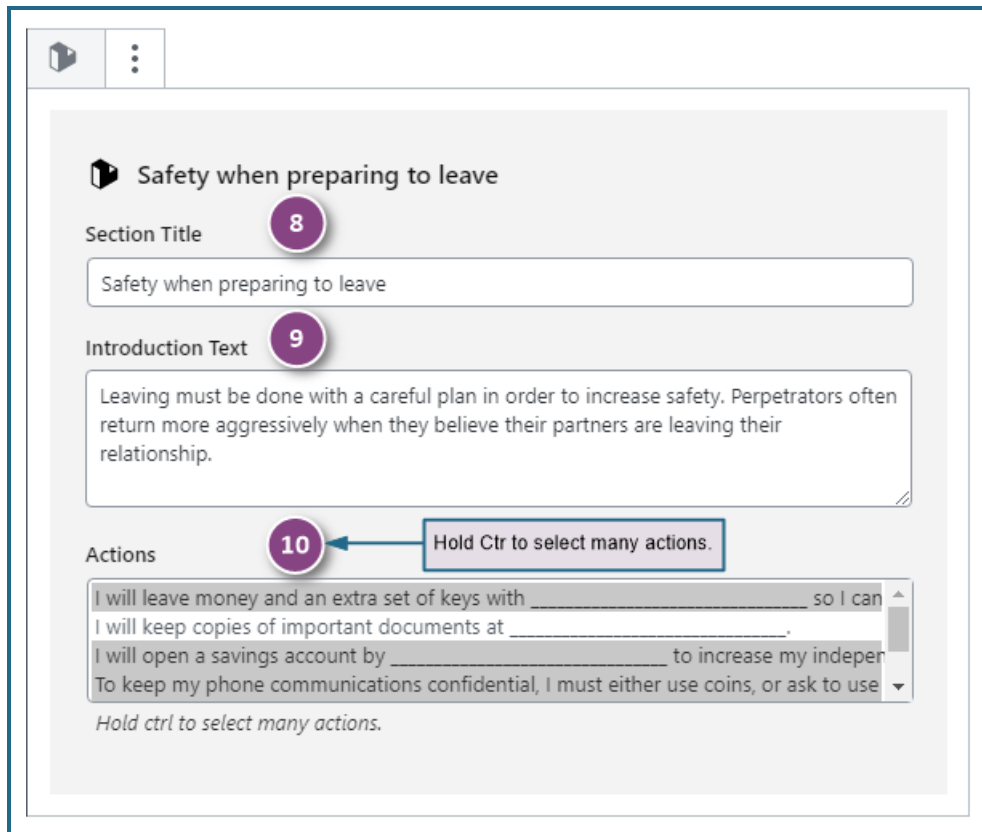 Safety when preparing to leave
8
Section Title
Safety when preparing to leave
9
Introduction Text
Leaving must be done with a careful plan in order to increase safety. Perpetrators often
return more aggressively when they believe their partners are leaving their
relationship.
10
Hold Ctr to select many actions.
Actions
I will leave money and an extra set of keys with ______________________________ so I can
I will keep copies of important documents at ______________________________.
I will open a savings account by ______________________________ to increase my indepen
To keep my phone communications confidential, I must either use coins, or ask to use
Hold ctrl to select many actions.